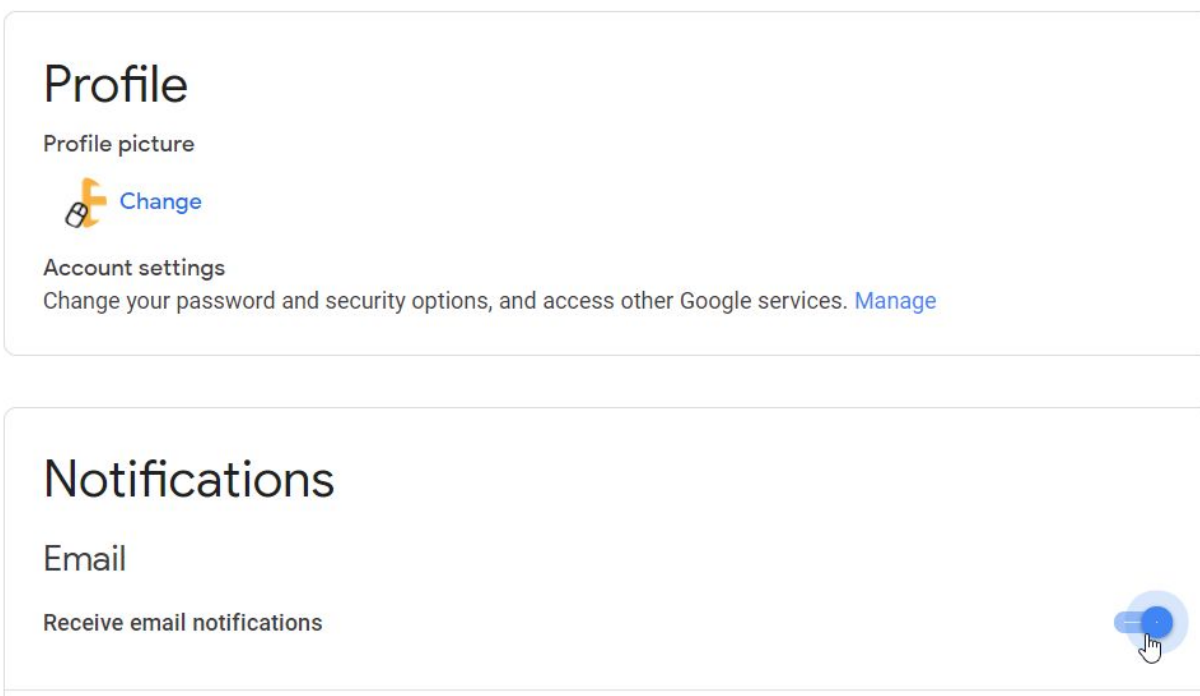 Profile
Profile picture
Change
Account settings
Change your password and security options, and access other Google services. Manage
Notifications
Email
Receive email notifications